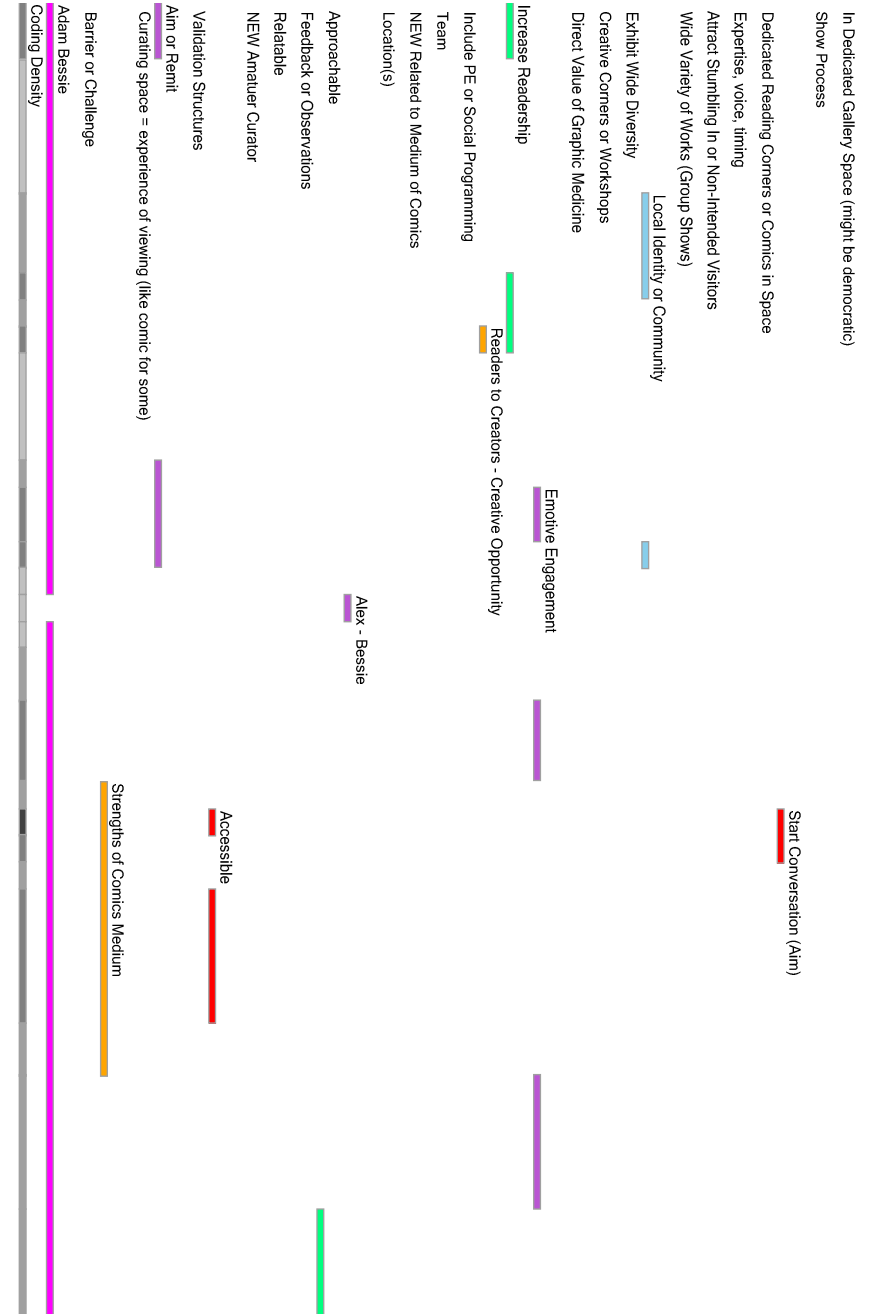 In Dedicated Gallery Space (might be democratic)
Show Process
Start Conversation (Aim)
Dedicated Reading Corners or Comics in Space
Expertise, voice, timing
Attract Stumbling In or Non-Intended Visitors
Wide Variety of Works (Group Shows)
Local Identity or Community
Exhibit Wide Diversity
Creative Corners or Workshops
Direct Value of Graphic Medicine
Emotive Engagement
Increase Readership
Readers to Creators - Creative Opportunity
Include PE or Social Programming
Team
NEW Related to Medium of Comics
Location(s)
Alex - Bessie
Approachable
Feedback or Observations
Relatable
NEW Amatuer Curator
Accessible
Validation Structures
Aim or Remit
Curating space = experience of viewing (like comic for some)
Strengths of Comics Medium
Barrier or Challenge
Adam Bessie
Coding Density